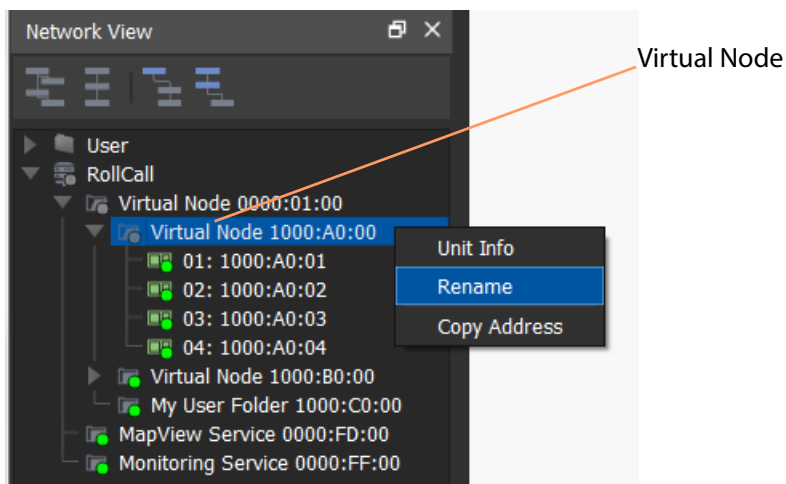 Network View
Virtual Node
User
RollCall
Virtual Node 0000:01:00
Virtual Node 1000:A0:00
Unit Info
01: 1000:A0:01
Rename
02: 1000:A0:02
03: 1000:A0:03
Copy Address
04: 1000:A0:04
Virtual Node 1000:B0:00
My User Folder 1000:C0:00
MapView Service 0000:FD:00
Monitoring Service 0000:FF:00